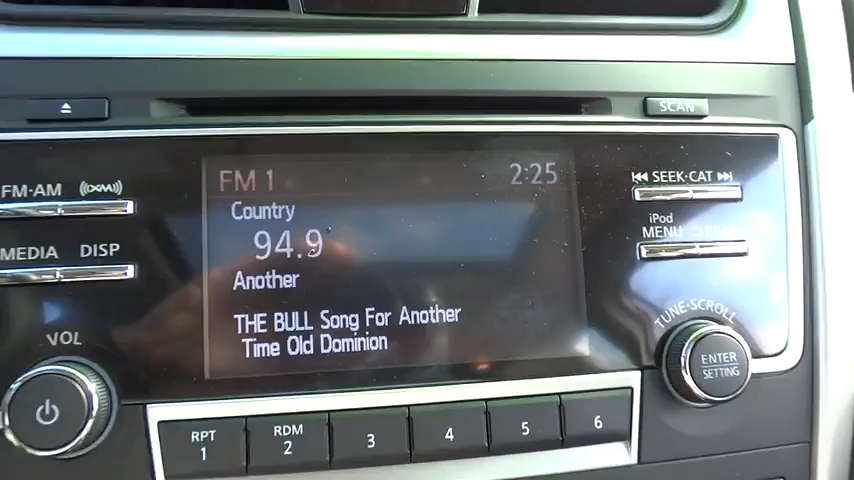 SCAN
FM·AM XM
SEEK·CAT
FM 1 2:25
Country
94.9
Another
THE BULL Song For Another
Time Old Dominion
MEDIA DISP
iPod
MENU
VOL
TUNE·SCROLL
ENTER
SETTING
RPT
1
RDM
2
3
4
5
6